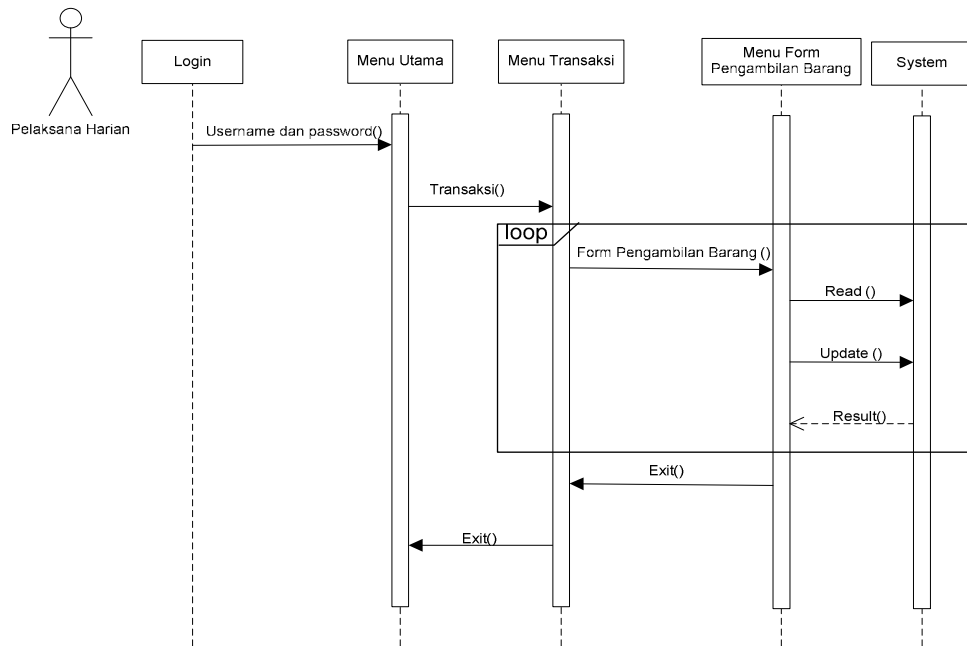 Pelaksana Harian
Login
Menu Utama
Menu Transaksi
Menu Form
Pengambilan Barang
System
Username dan password()
Transaksi()
loop
Form Pengambilan Barang ()
Read ()
Update ()
Result()
Exit()
Exit()